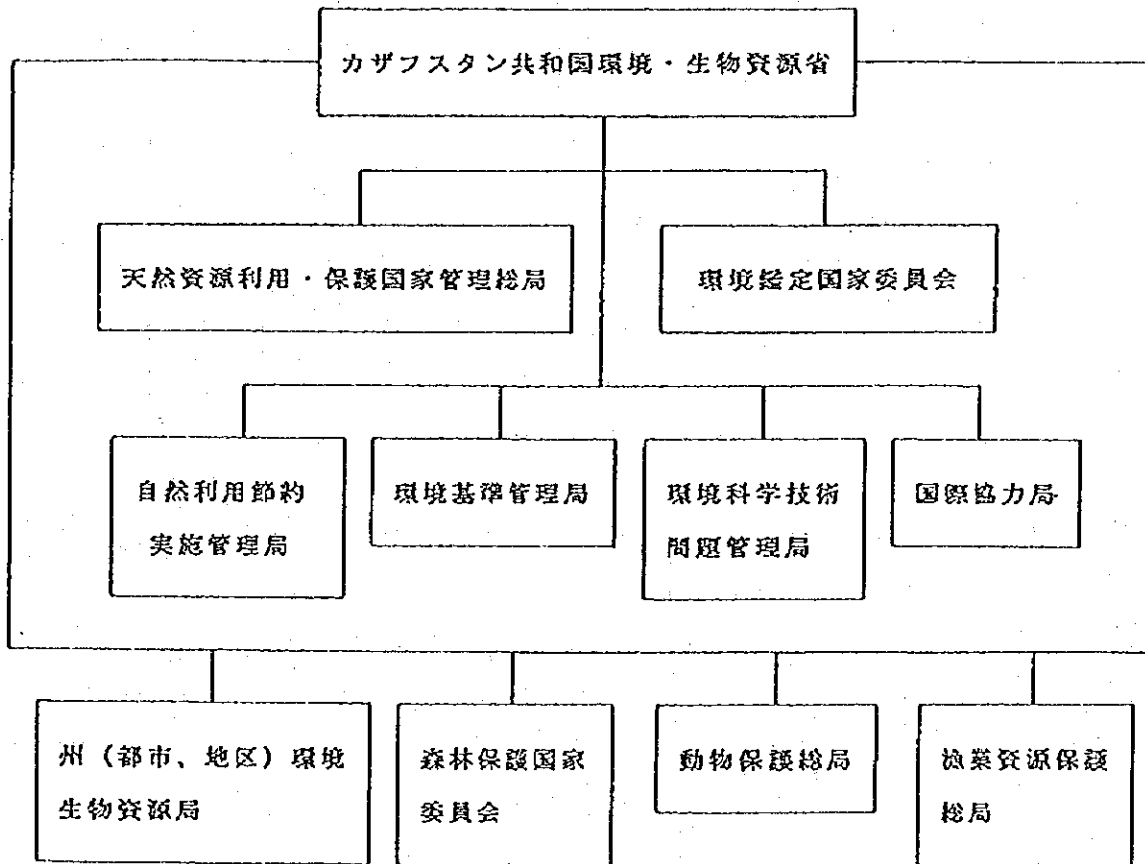 カザフスタン共和国環境・生物資源省
天然資源利用・保護国家管理総局
環境鑑定国家委員会
自然利用節約
実施管理局
環境基準管理局
環境科学技術
問題管理局
国際協力局
州（都市、地区）環境
生物資源局
森林保護国家
委員会
動物保護総局
漁業資源保護
総局